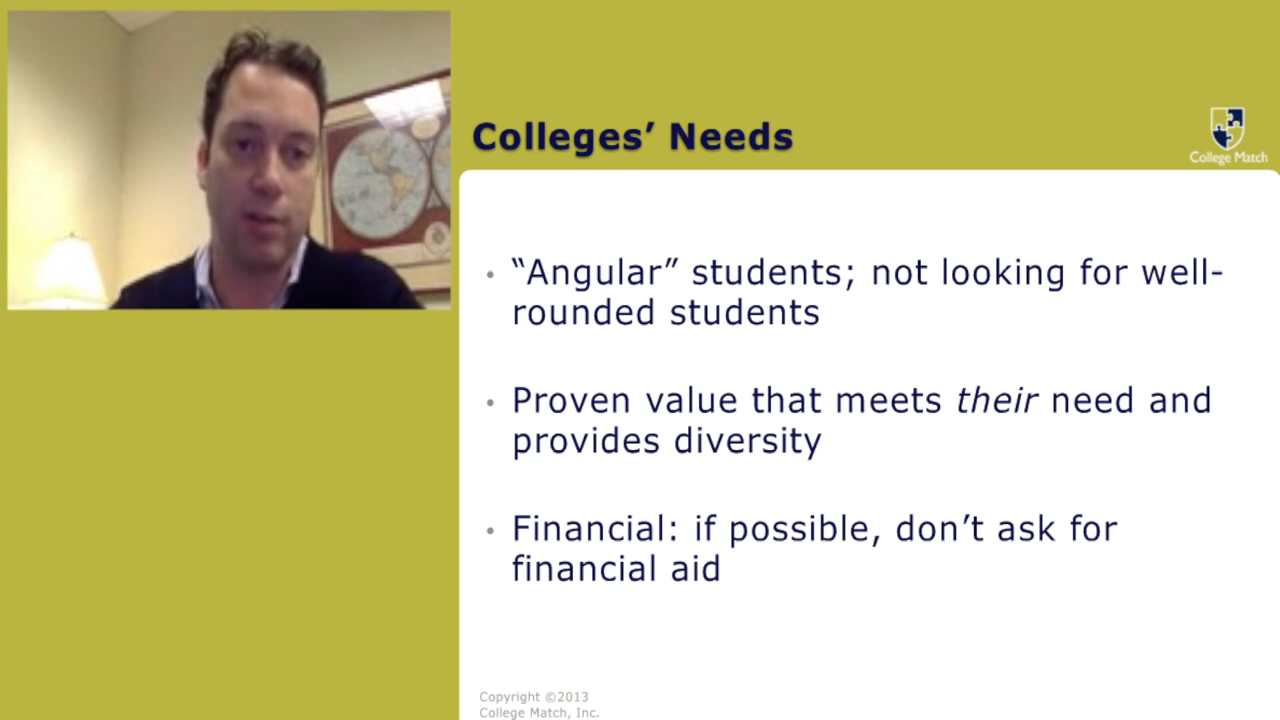 Colleges’ Needs
College Match
• “Angular” students; not looking for well-
rounded students
• Proven value that meets their need and
provides diversity
• Financial: if possible, don’t ask for
financial aid
Copyright ©2013
College Match, Inc.